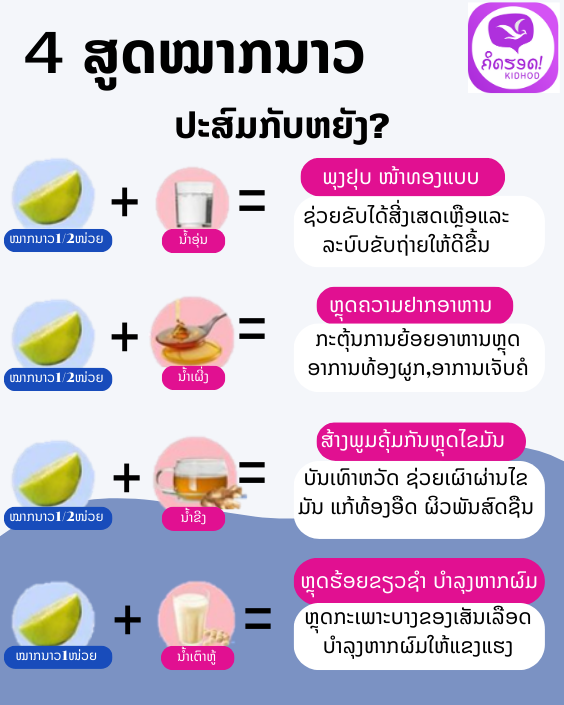 4 ສູດໝາກນາວ
ຄິດຮອດ!
KIDHOD
ປະສົມກັບຫຍັງ?
ໝາກນາວ1/2ໜ່ວຍ
ນ້ຳອຸ່ນ
ພຸງຢຸບ ໜ້າທອງແບບ
ຊ່ວຍຂັບໄດ້ສິ່ງເສດເຫຼືອແລະ
ລະບົບຂັບຖ່າຍໃຫ້ດີຂື້ນ
ໝາກນາວ1/2ໜ່ວຍ
ນ້ຳເຜີ່ງ
ຫຼຸດຄວາມຢາກອາຫານ
ກະຕຸ້ນການຍ້ອຍອາຫານຫຼຸດ
ອາການທ້ອງຜູກ,ອາການເຈັບຄໍ
ໝາກນາວ1/2ໜ່ວຍ
ນ້ຳຂີງ
ສ້າງພູມຄຸ້ມກັນຫຼຸດໄຂມັນ
ບັນເທົາຫວັດ ຊ່ວຍເຜົາຜ່ານໄຂ
ມັນ ແກ້ທ້ອງອືດ ຜິວພັນສົດຊືນ
ໝາກນາວ1ໜ່ວຍ
ນ້ຳເຕົາຫູ້
ຫຼຸດຮ້ອຍຂຽວຊຳ ບຳລຸງຫາກຜົມ
ຫຼຸດກະເພາະບາງຂອງເສັນເລືອດ
ບຳລຸງຫາກຜົມໃຫ້ແຂງແຮງ